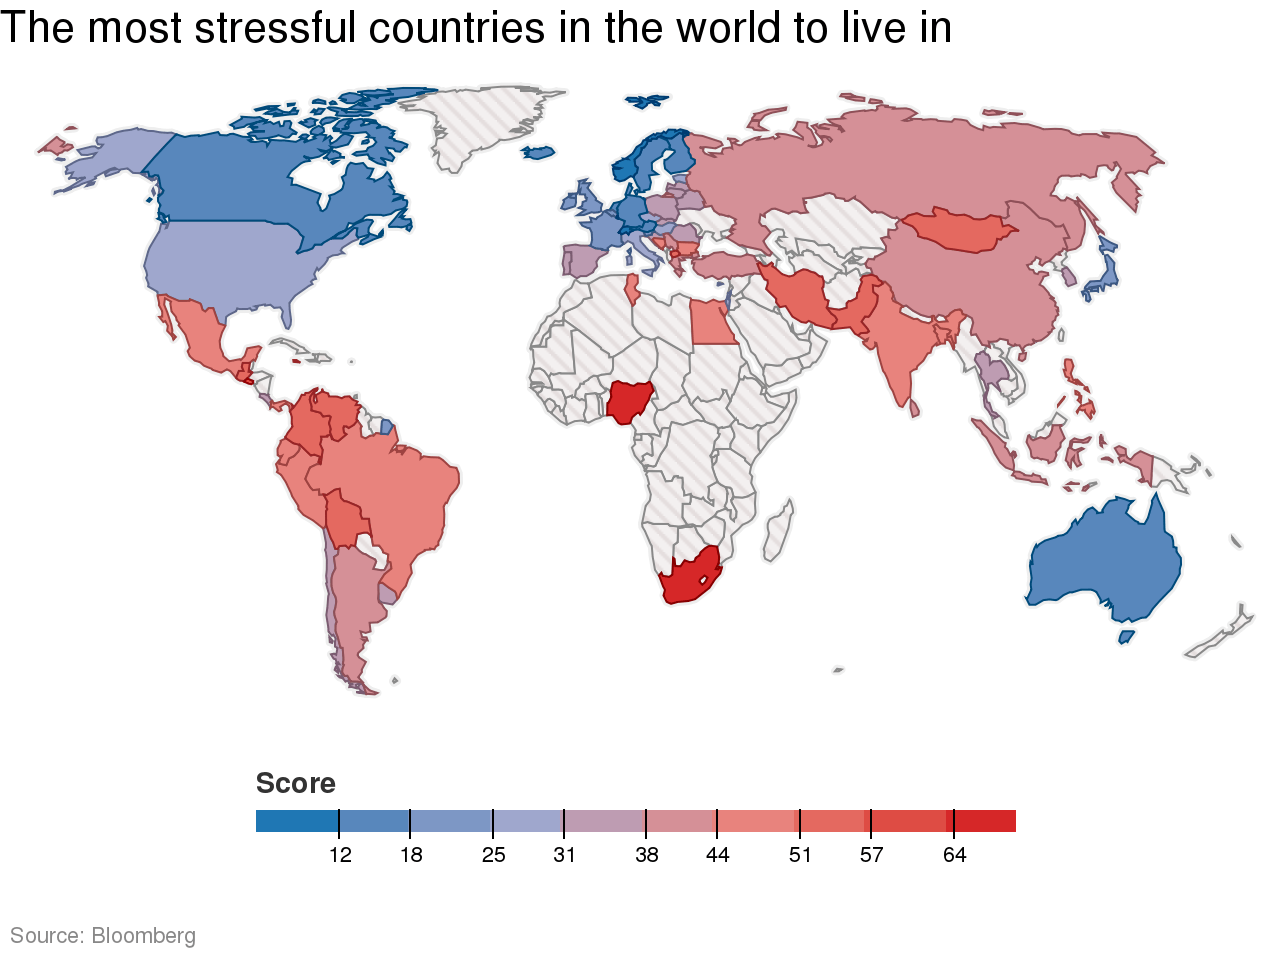 The most stressful countries in the world to live in
Score
12 18 25 31 38 44 51 57 64
Source: Bloomberg